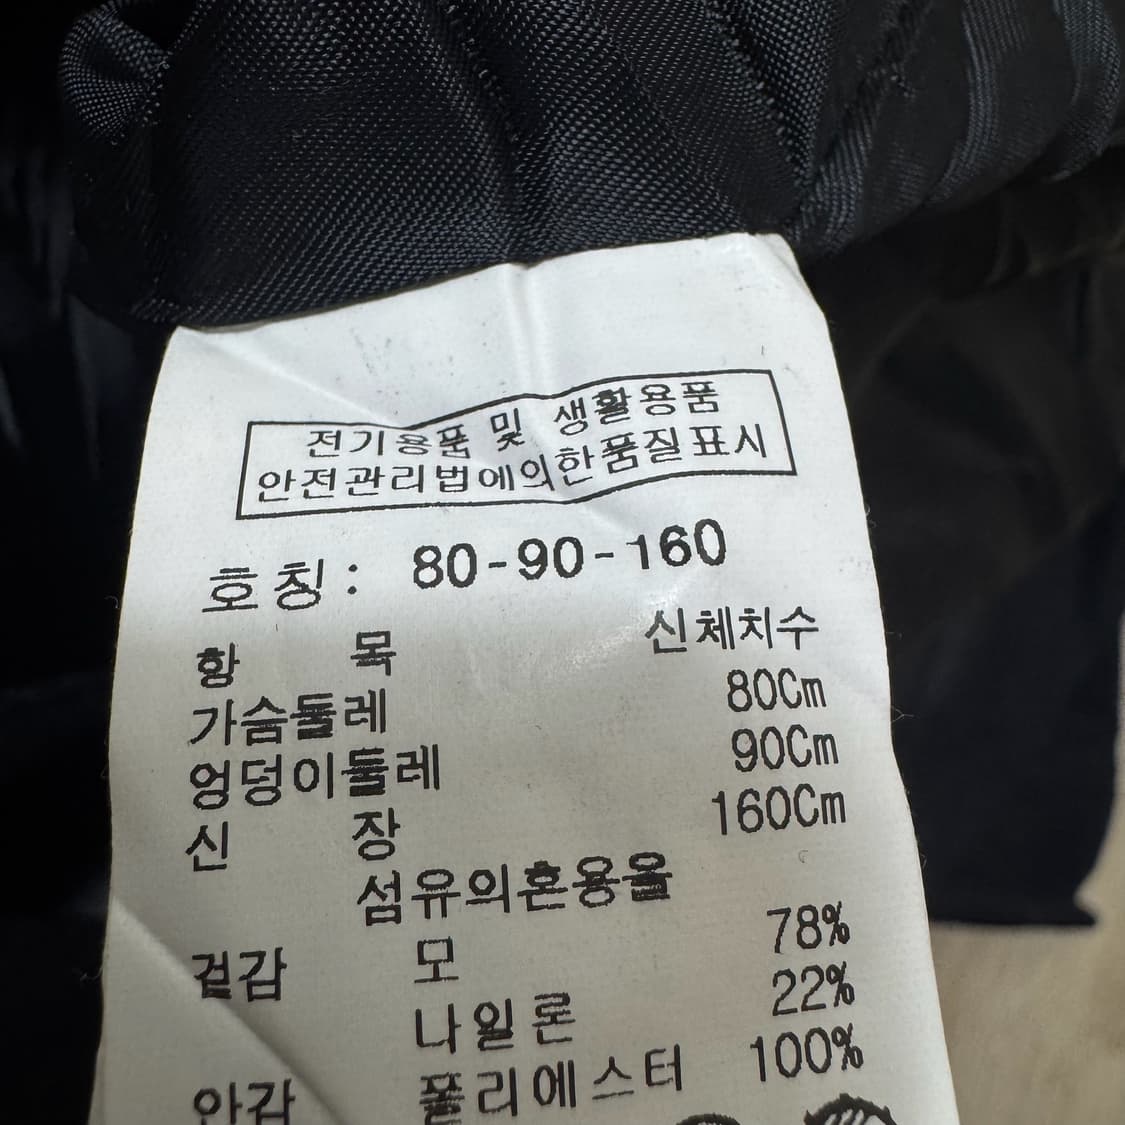 전기용품 및 생활용품
안전관리법에의한품질표시
호칭: 80-90-160
항 목 신체치수
가슴둘레 80Cm
엉덩이둘레 90Cm
신 장 160Cm
섬유의혼용율
겉감 모 78%
나일론 22%
안감 폴리에스터 100%